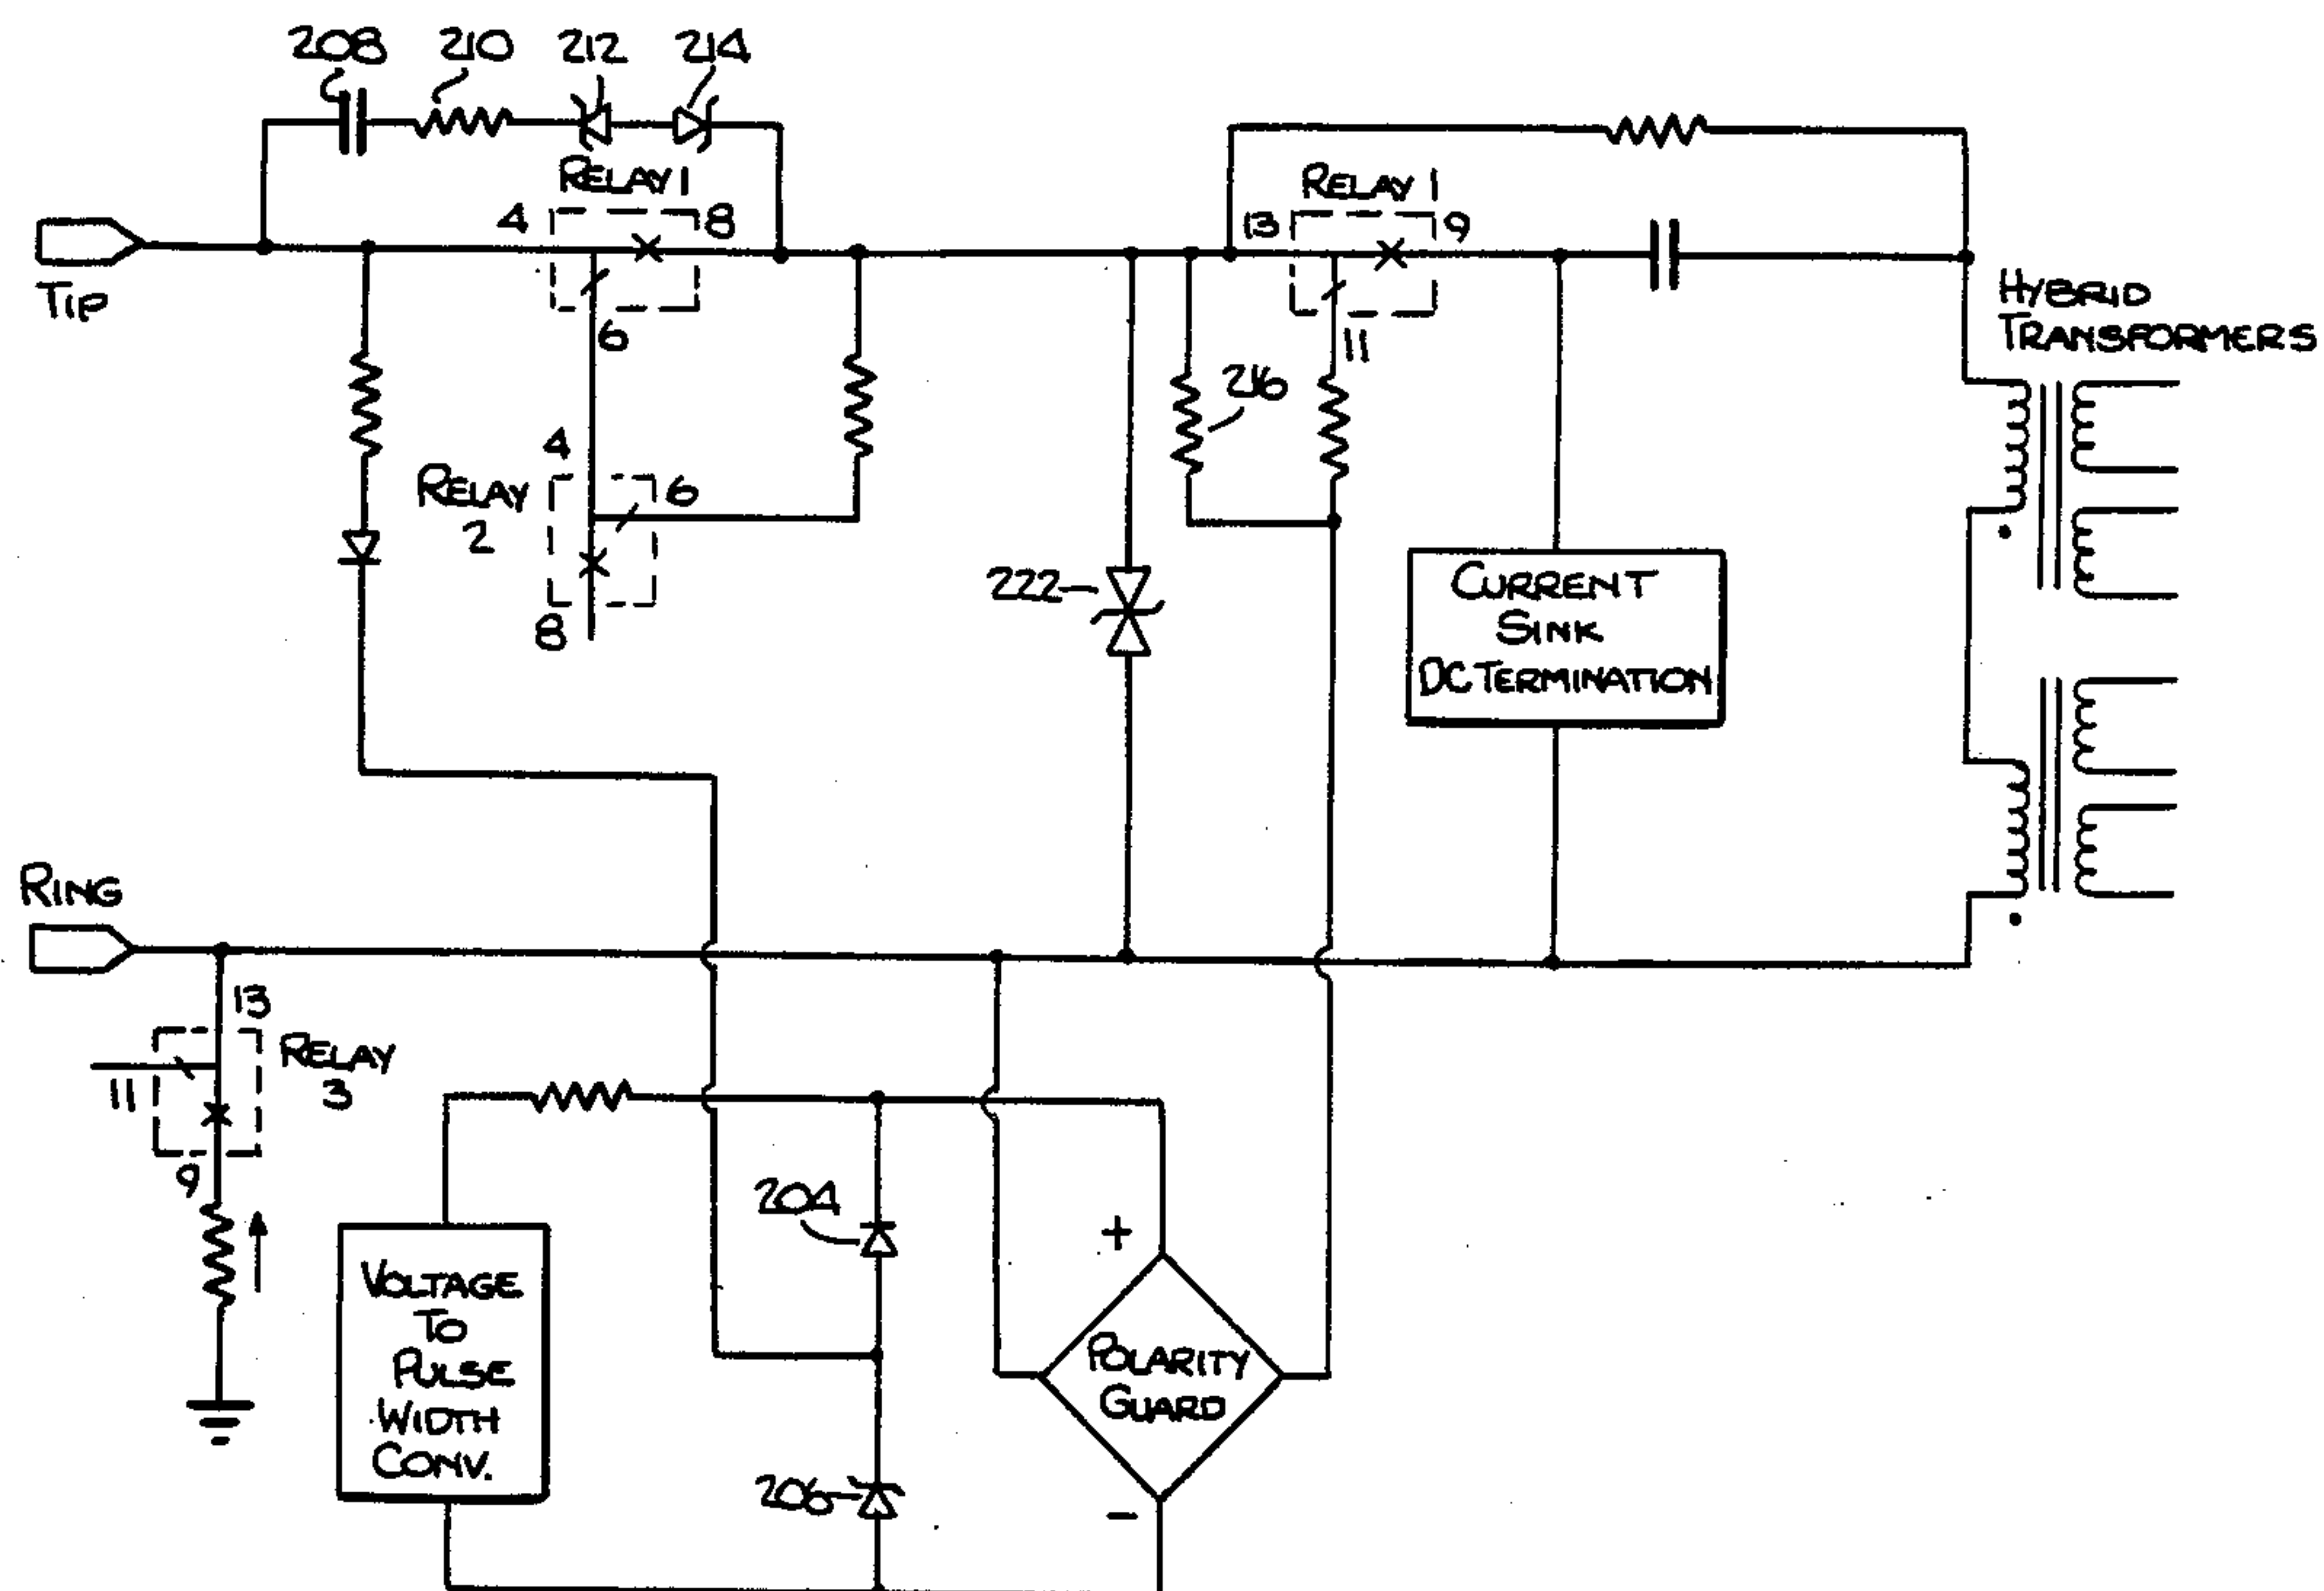 208 210 212 214
RELAY 1
4 8
6
TIP
RELAY 1
13 9
11
HYBRID
TRANSFORMERS
216
4
RELAY
2
6
8
222
CURRENT
SINK
DC TERMINATION
RING
13
RELAY
3
11
9
204
+
VOLTAGE
TO
PULSE
WIDTH
CONV.
POLARITY
GUARD
206
-